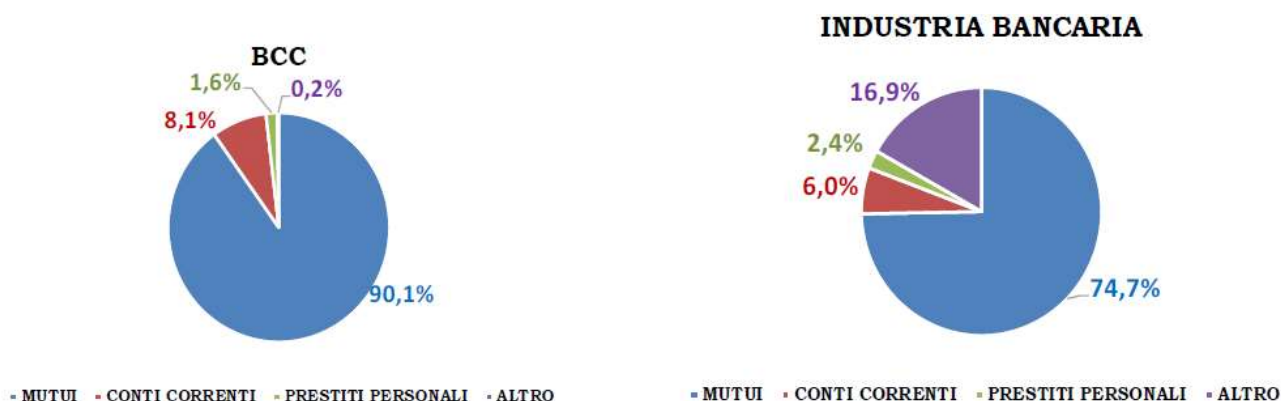 BCC
1,6%
0,2%
8,1%
90,1%
▪ MUTUI ▪ CONTI CORRENTI ▪ PRESTITI PERSONALI ▪ ALTRO
INDUSTRIA BANCARIA
16,9%
2,4%
6,0%
74,7%
▪ MUTUI ▪ CONTI CORRENTI ▪ PRESTITI PERSONALI ▪ ALTRO